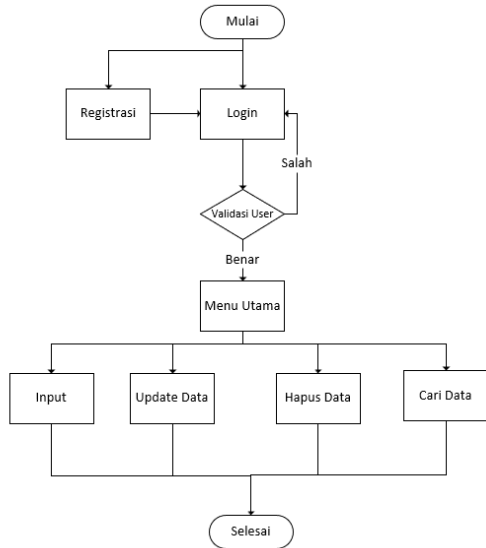 Mulai
Registrasi
Login
Salah
Validasi User
Benar
Menu Utama
Input
Update Data
Hapus Data
Cari Data
Selesai